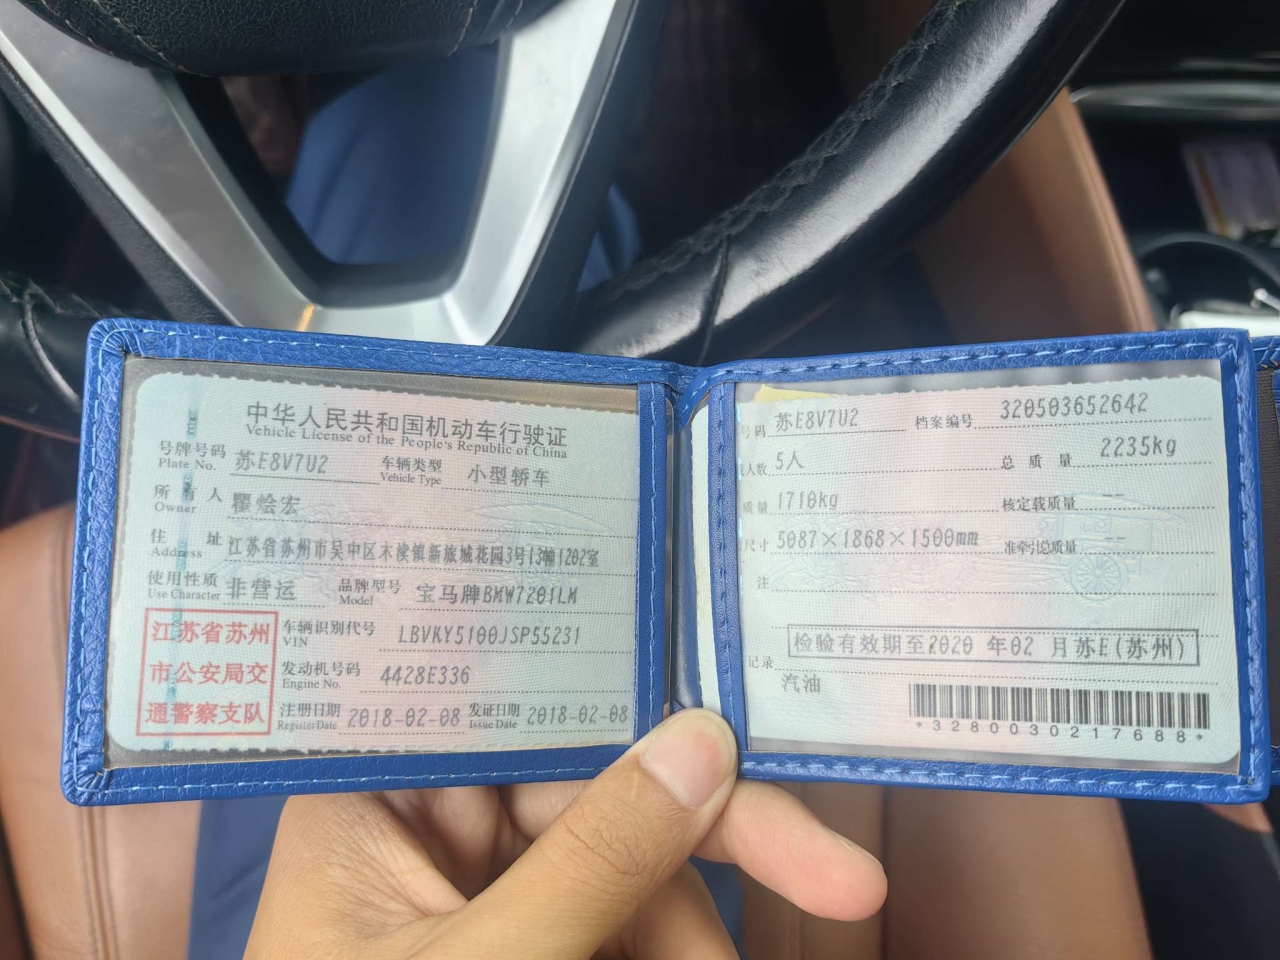 中华人民共和国机动车行驶证
Vehicle License of the People's Republic of China
号牌号码 苏E8V7U2 车辆类型 小型轿车
Plate No. Vehicle Type
所有人 瞿烩宏
Owner
住址 江苏省苏州市吴中区木渎镇新旅城花园3号13幢1202室
Address
使用性质 非营运 品牌型号 宝马牌BMW7201LM
Use Character Model
江苏省苏州
市公安局交
通警察支队
车辆识别代号 LBVKY5100JSP55231
VIN
发动机号码 4428E336
Engine No.
注册日期 2018-02-08 发证日期 2018-02-08
Register Date Issue Date
号码 苏E8V7U2 档案编号 320503652642
人数 5人 总质量 2235kg
质量 1710kg 核定载质量 --
尺寸 5087×1868×1500mm 准牵引总质量 --
注
检验有效期至2020 年02 月苏E(苏州)
记录
汽油
*3280030217688*